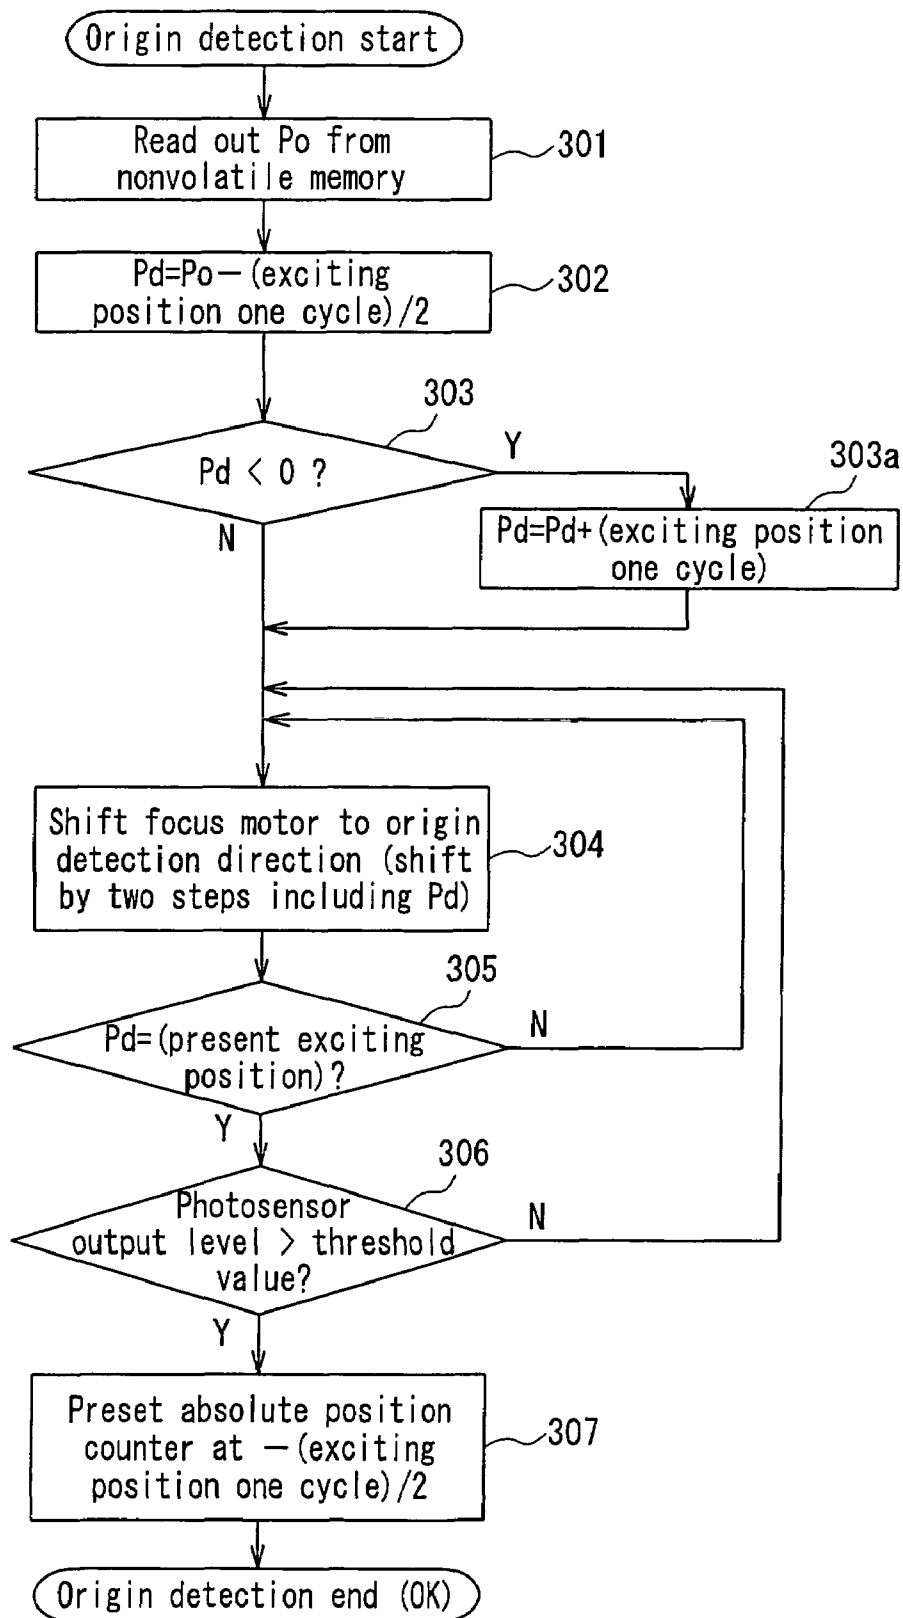 Origin detection start
Read out Po from
nonvolatile memory
301
Pd=Po－(exciting
position one cycle)/2
302
303
Pd < 0 ?
Y
N
303a
Pd=Pd+(exciting position
one cycle)
Shift focus motor to origin
detection direction (shift
by two steps including Pd)
304
305
Pd=(present exciting
position)?
N
Y
306
Photosensor
output level > threshold
value?
N
Y
Preset absolute position
counter at －(exciting
position one cycle)/2
307
Origin detection end (OK)